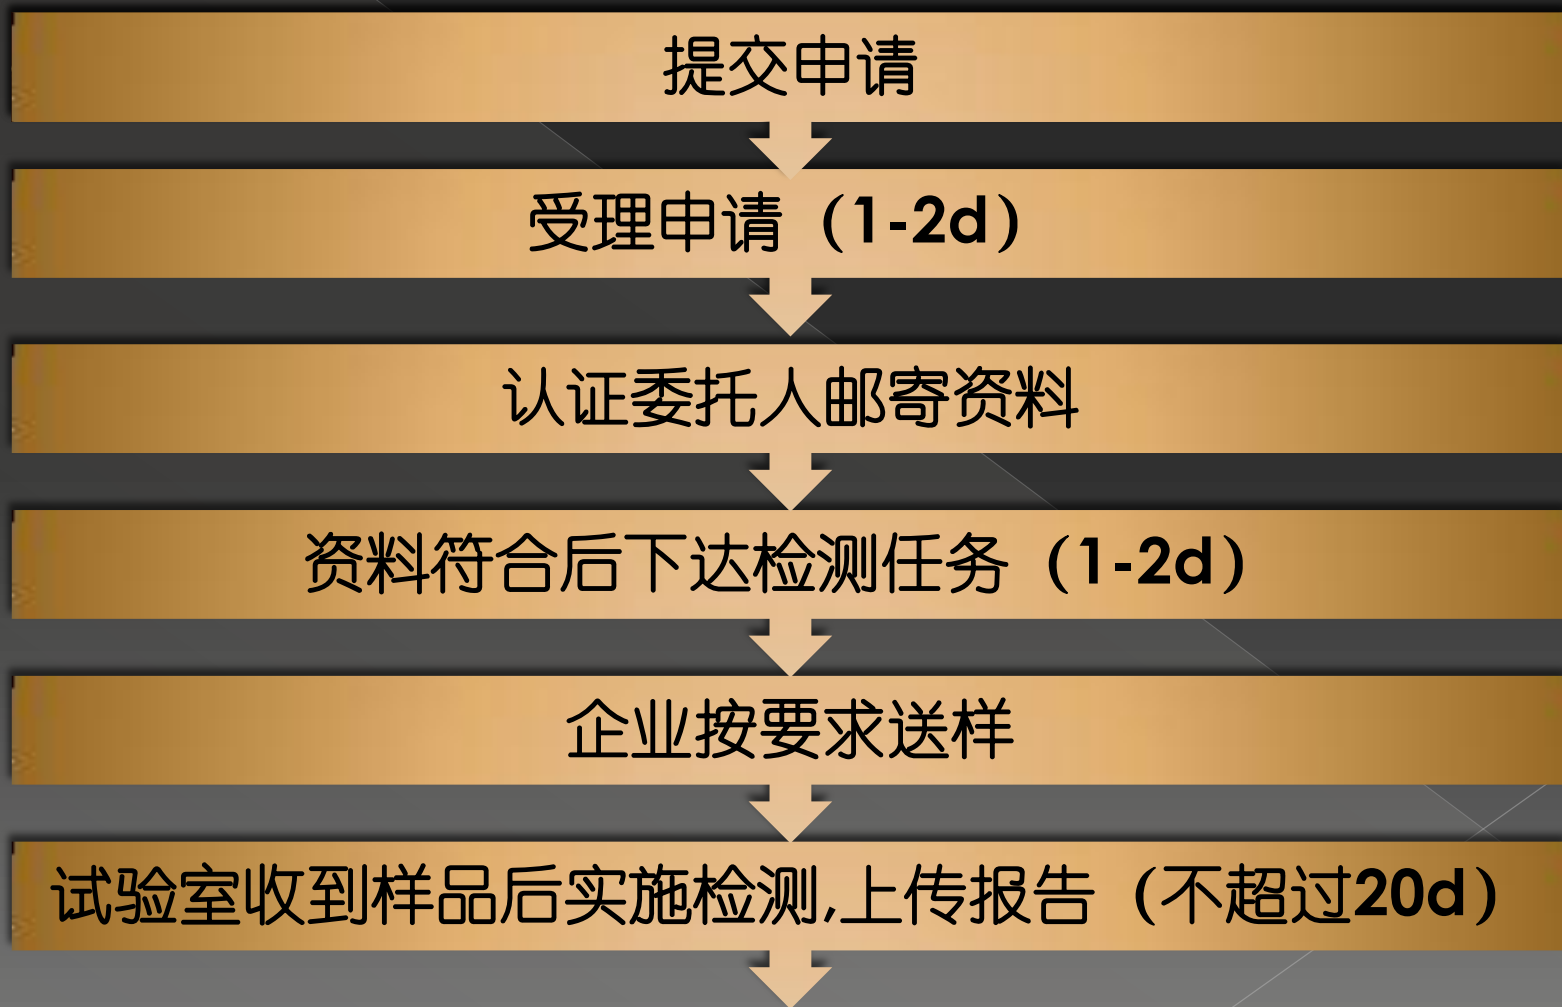 提交申请
受理申请（1-2d）
认证委托人邮寄资料
资料符合后下达检测任务（1-2d）
企业按要求送样
试验室收到样品后实施检测,上传报告（不超过20d）